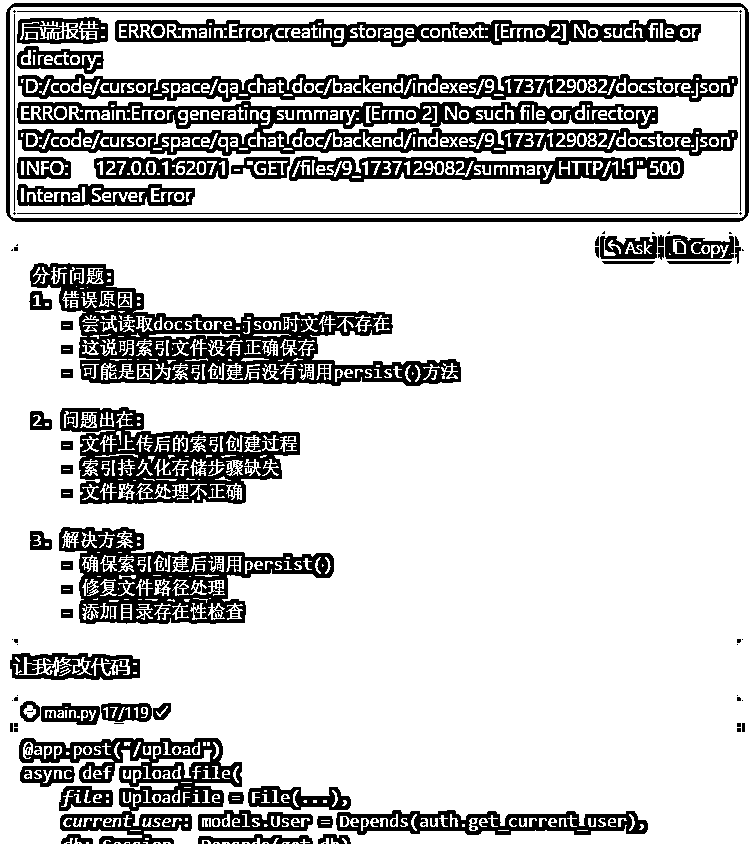 后端报错：ERROR:main:Error creating storage context: [Errno 2] No such file or
directory:
'D:/code/cursor_space/qa_chat_doc/backend/indexes/9_1737129082/docstore.json'
ERROR:main:Error generating summary: [Errno 2] No such file or directory:
'D:/code/cursor_space/qa_chat_doc/backend/indexes/9_1737129082/docstore.json'
INFO: 127.0.0.1:62071 - "GET /files/9_1737129082/summary HTTP/1.1" 500
Internal Server Error
Ask Copy
分析问题:
1. 错误原因:
- 尝试读取docstore.json时文件不存在
- 这说明索引文件没有正确保存
- 可能是因为索引创建后没有调用persist()方法
2. 问题出在:
- 文件上传后的索引创建过程
- 索引持久化存储步骤缺失
- 文件路径处理不正确
3. 解决方案:
- 确保索引创建后调用persist()
- 修复文件路径处理
- 添加目录存在性检查
让我修改代码:
main.py 17/119
@app.post("/upload")
async def upload_file(
file: UploadFile = File(...),
current_user: models.User = Depends(auth.get_current_user),
db: Session = Depends(get_db)